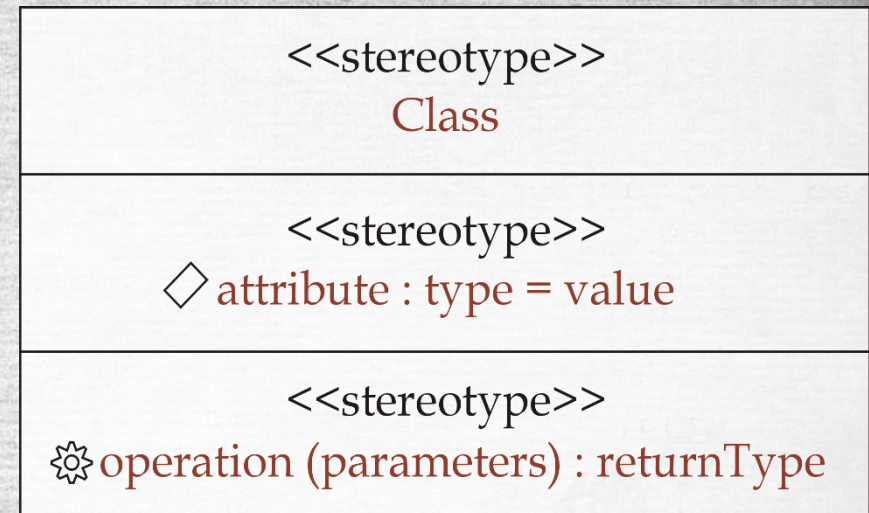 <<stereotype>>
Class
<<stereotype>>
attribute : type = value
<<stereotype>>
operation (parameters) : returnType